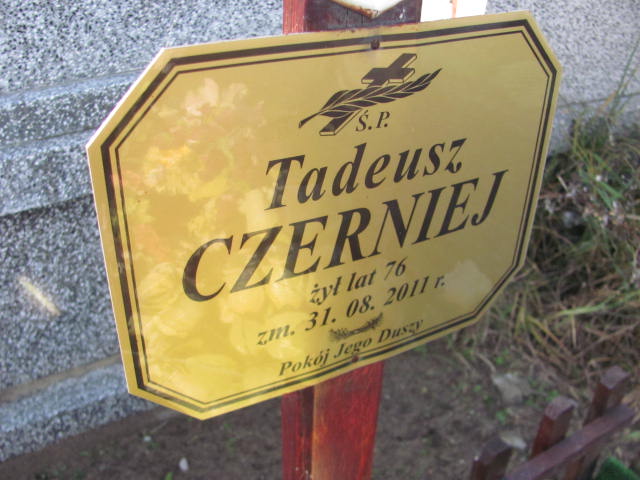 Ś.P.
Tadeusz
CZERNIEJ
żył lat 76
zm. 31. 08. 2011 r.
Pokój Jego Duszy